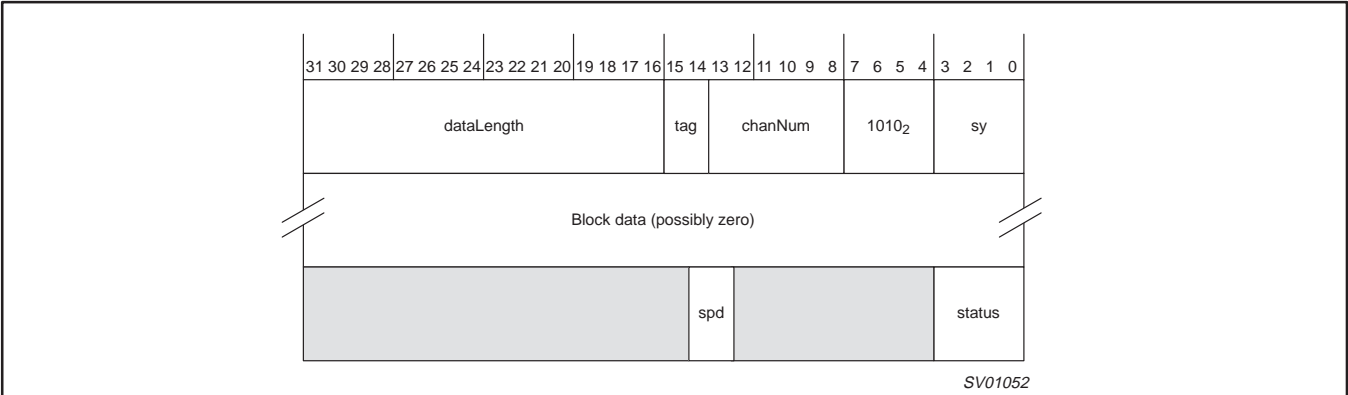 31 30 29 28 27 26 25 24 23 22 21 20 19 18 17 16 15 14 13 12 11 10 9 8 7 6 5 4 3 2 1 0
dataLength tag chanNum 1010₂ sy
Block data (possibly zero)
spd status
SV01052